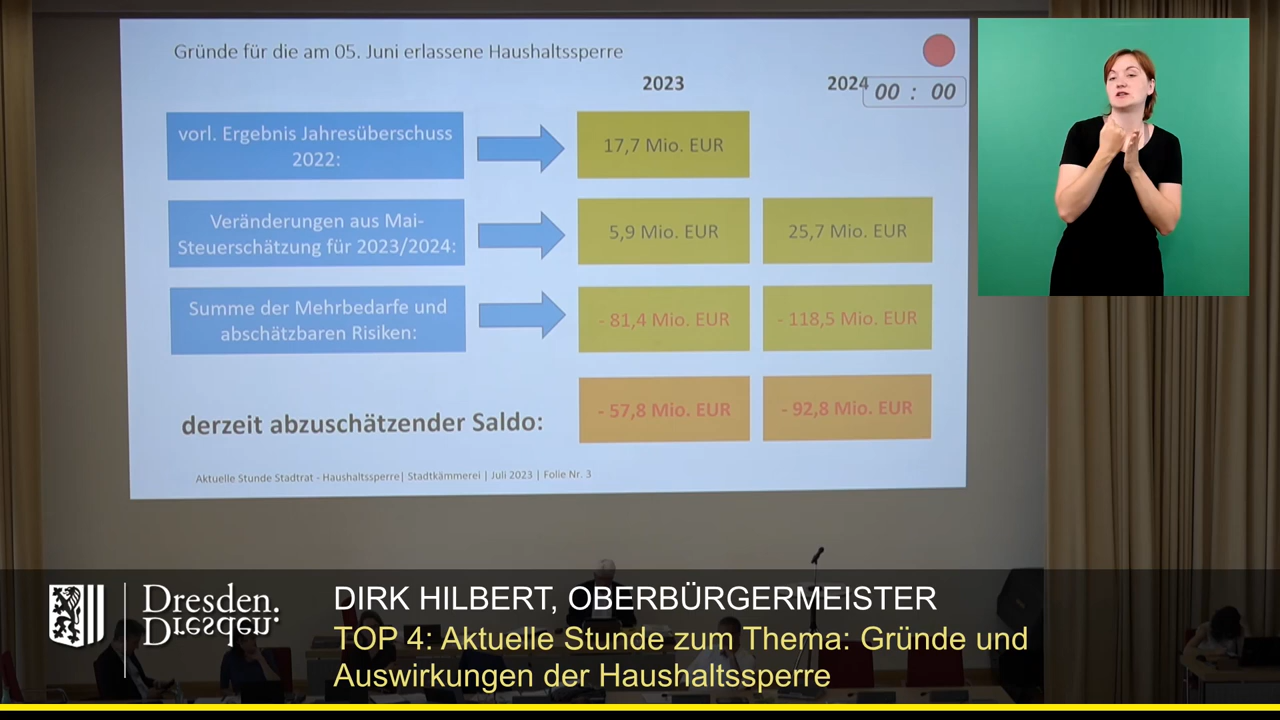 Gründe für die am 05. Juni erlassene Haushaltssperre
2023
2024
00 : 00
vorl. Ergebnis Jahresüberschuss
2022:
17,7 Mio. EUR
Veränderungen aus Mai-
Steuerschätzung für 2023/2024:
5,9 Mio. EUR
25,7 Mio. EUR
Summe der Mehrbedarfe und
abschätzbaren Risiken:
- 81,4 Mio. EUR
- 118,5 Mio. EUR
derzeit abzuschätzender Saldo:
- 57,8 Mio. EUR
- 92,8 Mio. EUR
Aktuelle Stunde Stadtrat - Haushaltssperre| Stadtkämmerei | Juli 2023 | Folie Nr. 3
Dresden.
Dresden.
DIRK HILBERT, OBERBÜRGERMEISTER
TOP 4: Aktuelle Stunde zum Thema: Gründe und
Auswirkungen der Haushaltssperre